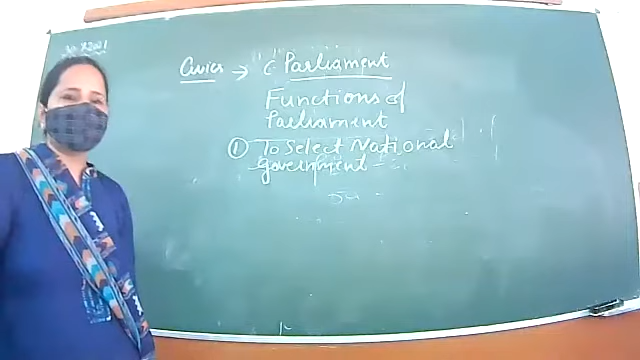 Civics → Parliament
Functions of
Parliament
① To Select National
government -